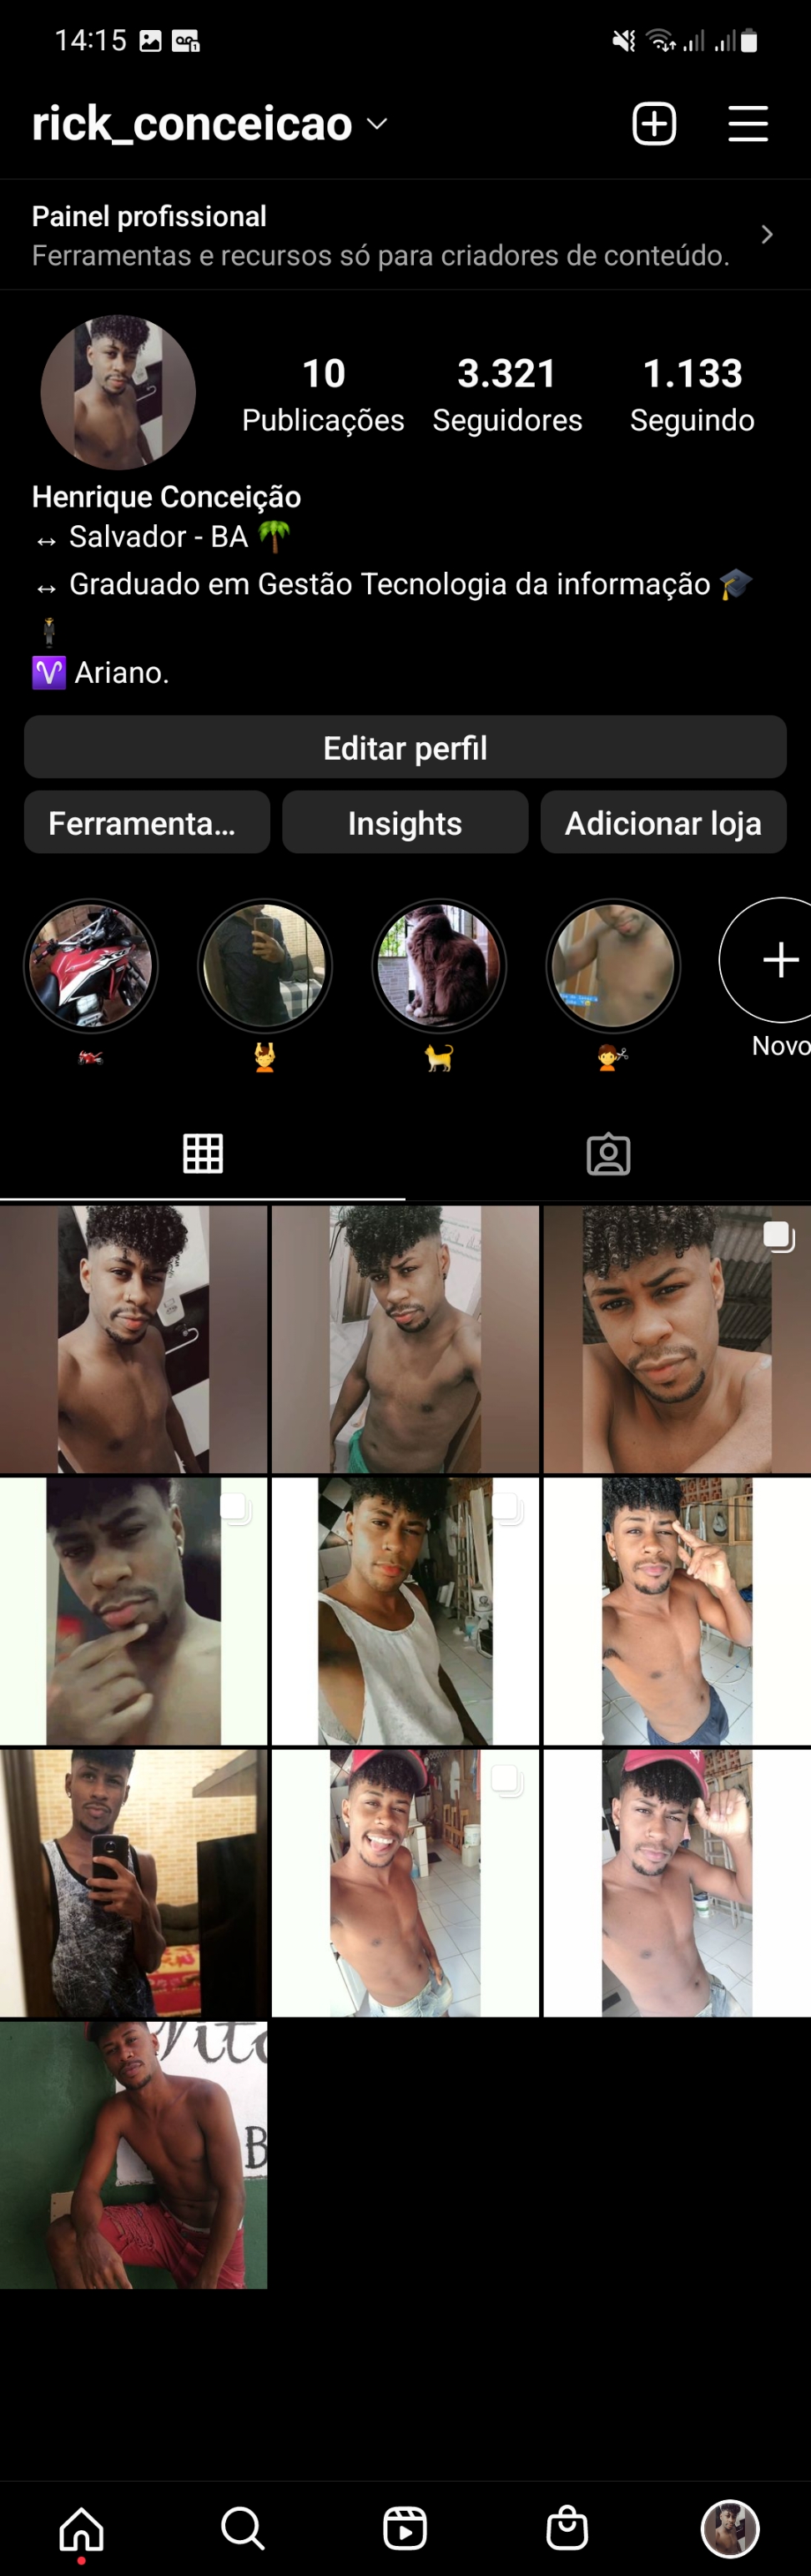 14:15
rick_conceicao
Painel profissional
Ferramentas e recursos só para criadores de conteúdo.
10 3.321 1.133
Publicações Seguidores Seguindo
Henrique Conceição
↔ Salvador - BA 🌴
↔ Graduado em Gestão Tecnologia da informação 🎓
🕴
♈ Ariano.
Editar perfil
Ferramenta... Insights Adicionar loja
Novo
B